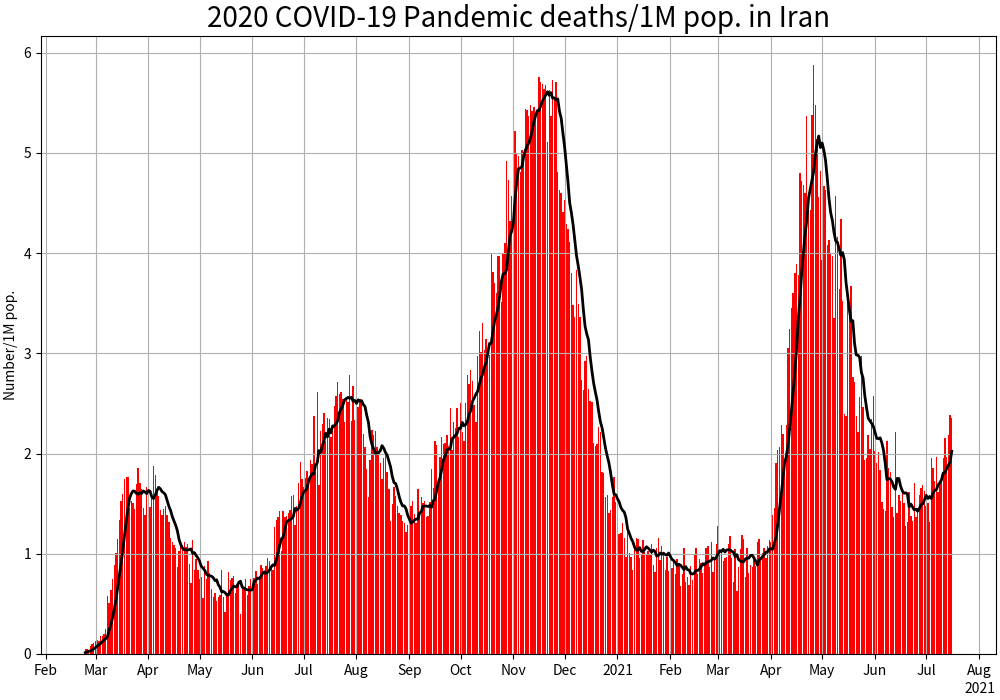 2020 COVID-19 Pandemic deaths/1M pop. in Iran
Number/1M pop.
6
5
4
3
2
1
0
Feb Mar Apr May Jun Jul Aug Sep Oct Nov Dec 2021 Feb Mar Apr May Jun Jul Aug
2021